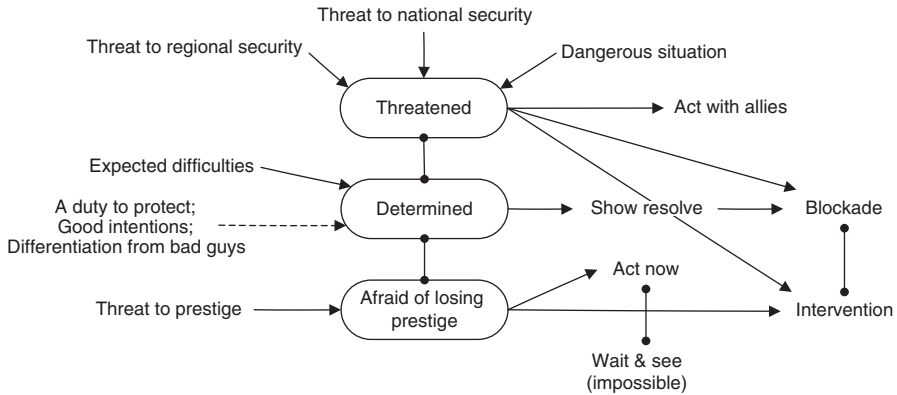 Threat to national security
Threat to regional security
Dangerous situation
Threatened
Act with allies
Expected difficulties
A duty to protect;
Good intentions;
Differentiation from bad guys
Determined
Show resolve
Blockade
Act now
Threat to prestige
Afraid of losing
prestige
Intervention
Wait & see
(impossible)